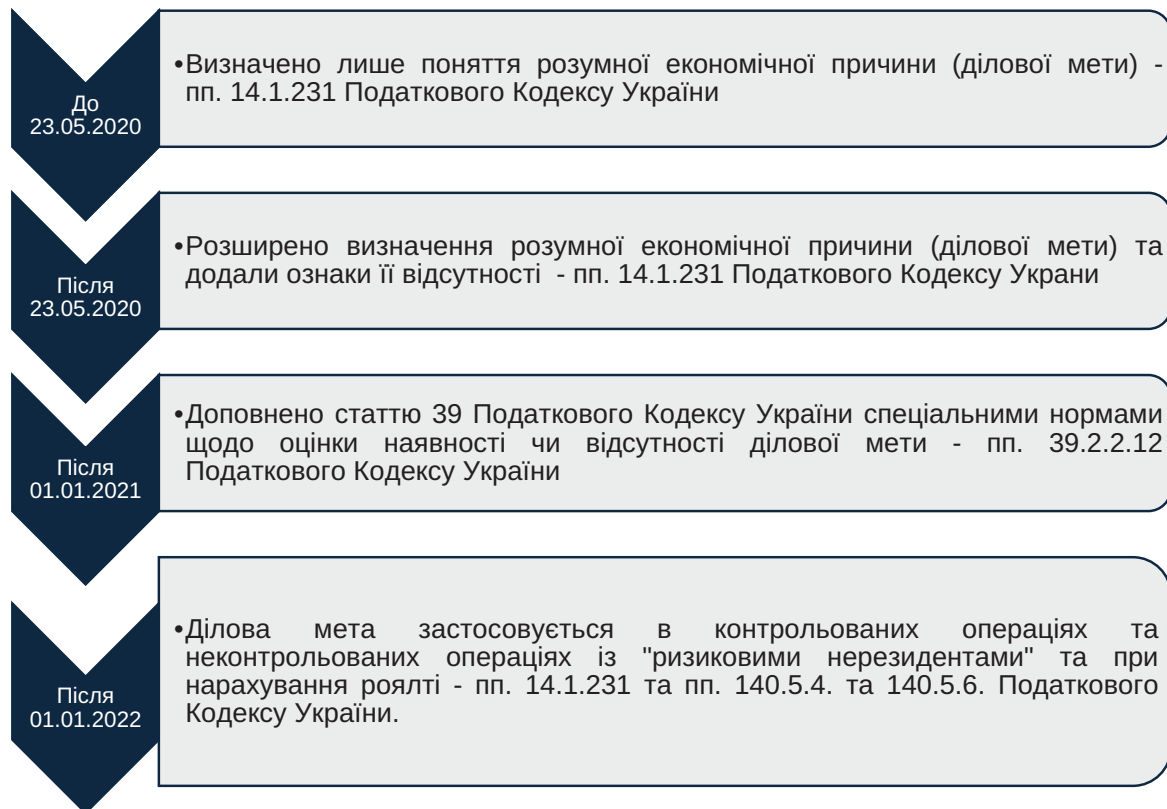 До
23.05.2020
•Визначено лише поняття розумної економічної причини (ділової мети) -
пп. 14.1.231 Податкового Кодексу України
Після
23.05.2020
•Розширено визначення розумної економічної причини (ділової мети) та
додали ознаки її відсутності - пп. 14.1.231 Податкового Кодексу Украни
Після
01.01.2021
•Доповнено статтю 39 Податкового Кодексу України спеціальними нормами
щодо оцінки наявності чи відсутності ділової мети - пп. 39.2.2.12
Податкового Кодексу України
Після
01.01.2022
•Ділова мета застосовується в контрольованих операціях та
неконтрольованих операціях із "ризиковими нерезидентами" та при
нарахування роялті - пп. 14.1.231 та пп. 140.5.4. та 140.5.6. Податкового
Кодексу України.